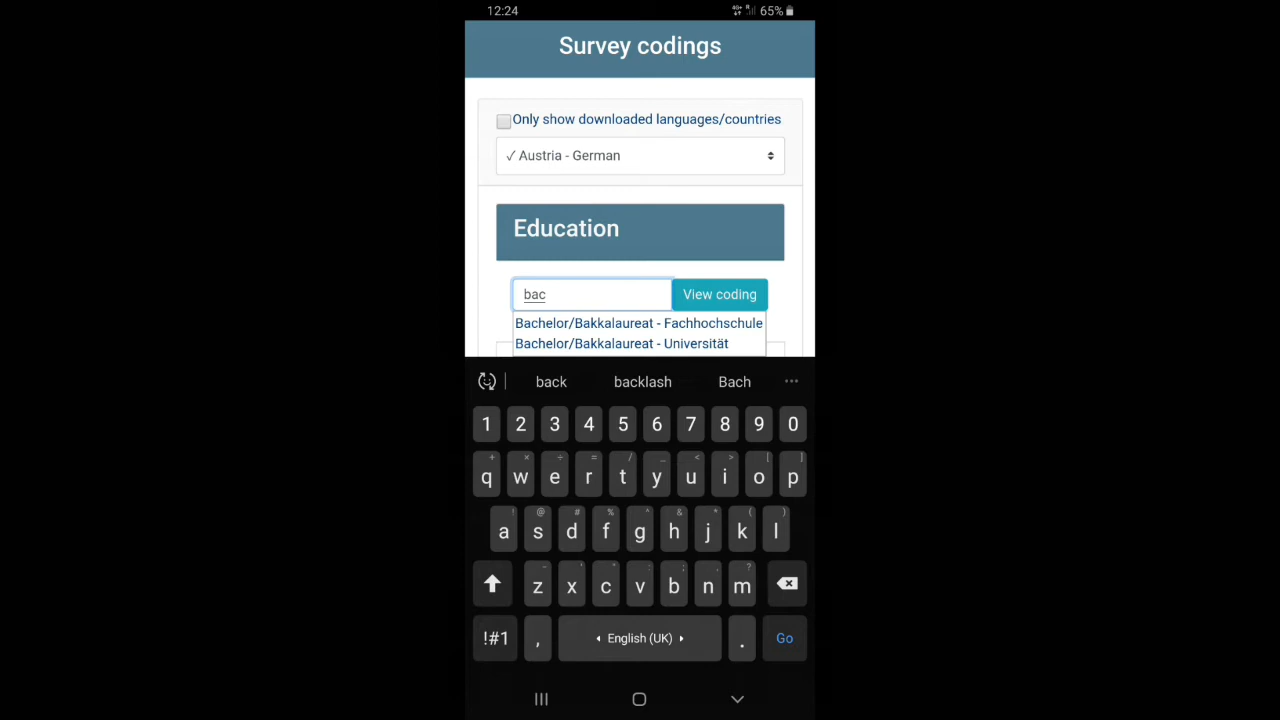 12:24 65%
Survey codings
Only show downloaded languages/countries
✓ Austria - German
Education
bac View coding
Bachelor/Bakkalaureat - Fachhochschule
Bachelor/Bakkalaureat - Universität
back backlash Bach ...
1 2 3 4 5 6 7 8 9 0
+ × ÷ = / _ < > [ ]
q w e r t y u i o p
! @ # % ^ & * ( )
a s d f g h j k l
- ' " : ; , ?
z x c v b n m
!#1 , English (UK) . Go